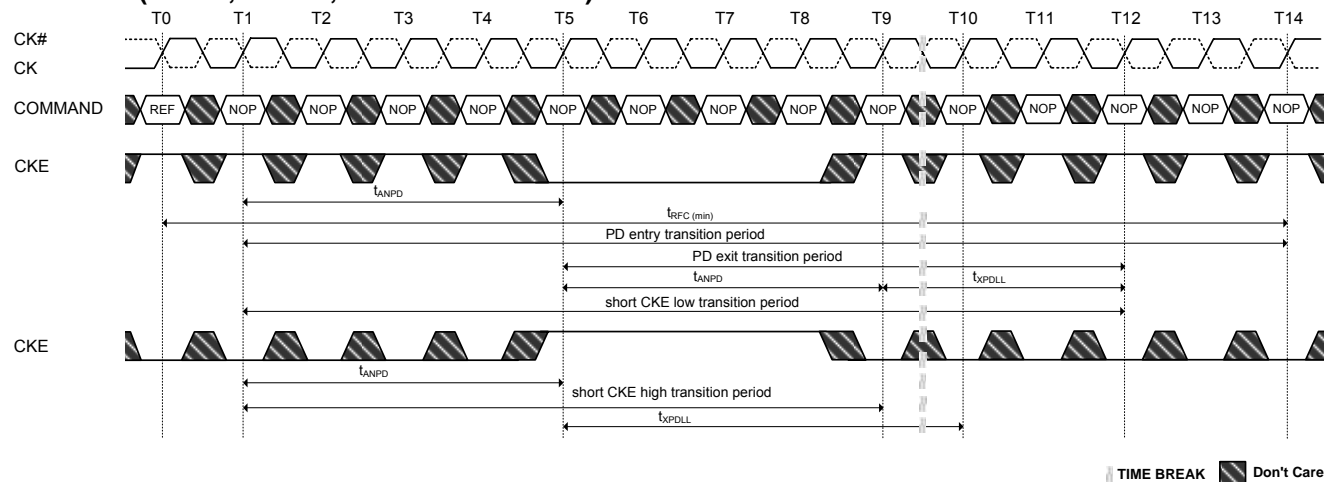 T0 T1 T2 T3 T4 T5 T6 T7 T8 T9 T10 T11 T12 T13 T14
CK#
CK
COMMAND REF NOP NOP NOP NOP NOP NOP NOP NOP NOP NOP NOP NOP NOP NOP
CKE
tANPD
tRFC (min)
PD entry transition period
PD exit transition period
tANPD tXPDLL
short CKE low transition period
CKE
tANPD
short CKE high transition period
tXPDLL
TIME BREAK Don't Care